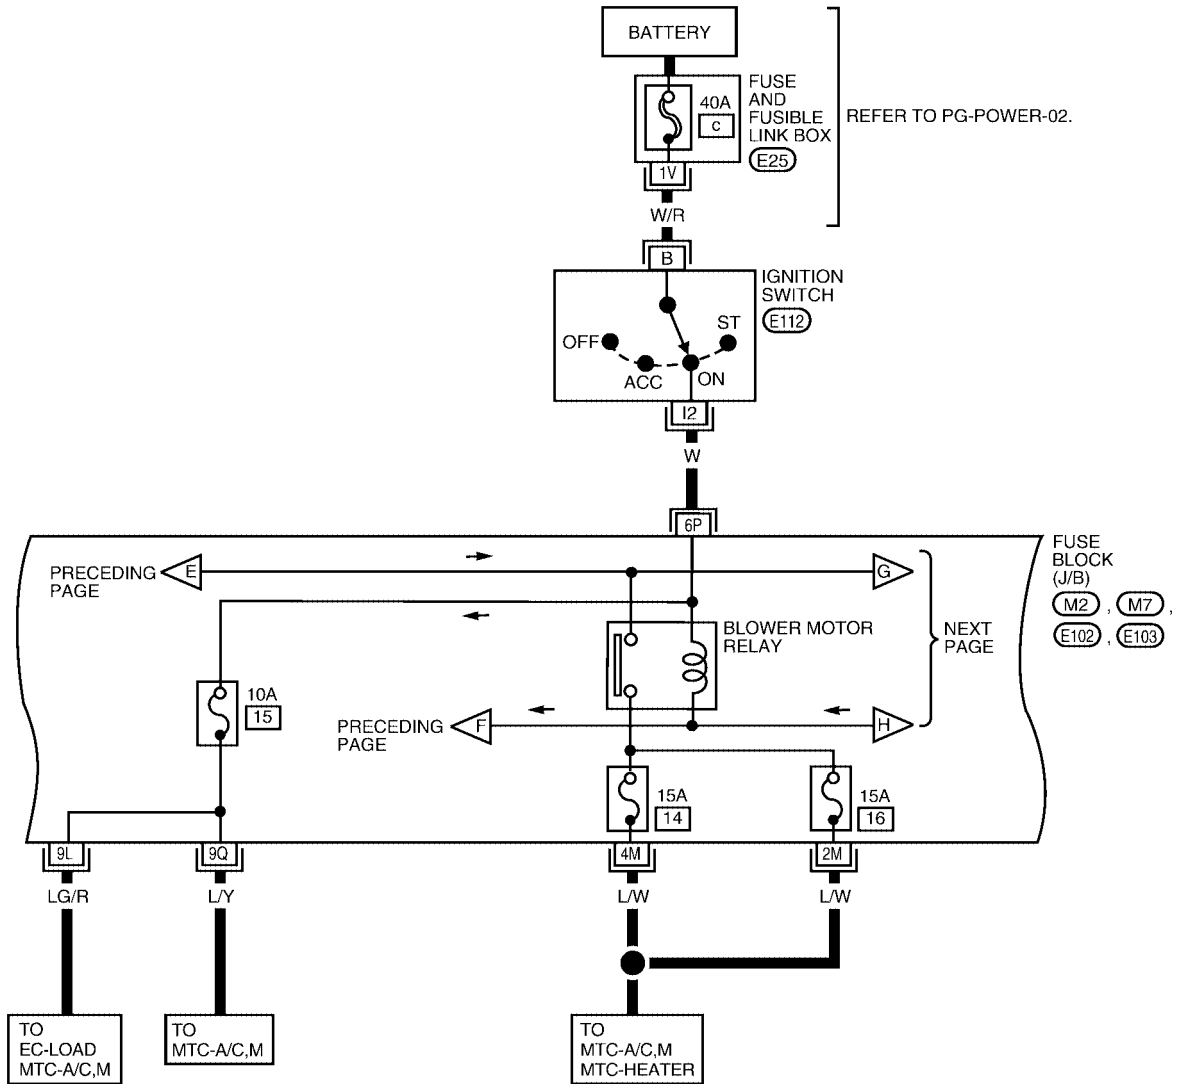 BATTERY
40A
c
FUSE
AND
FUSIBLE
LINK BOX
E25
REFER TO PG-POWER-02.
1V
W/R
B
IGNITION
SWITCH
E112
OFF
ACC
ON
ST
I2
W
6P
FUSE
BLOCK
(J/B)
M2 , M7 ,
E102 , E103
PRECEDING
PAGE
E
G
NEXT
PAGE
BLOWER MOTOR
RELAY
10A
15
PRECEDING
PAGE
F
H
15A
14
15A
16
9L
9Q
4M
2M
LG/R
L/Y
L/W
L/W
TO
EC-LOAD
MTC-A/C,M
TO
MTC-A/C,M
TO
MTC-A/C,M
MTC-HEATER